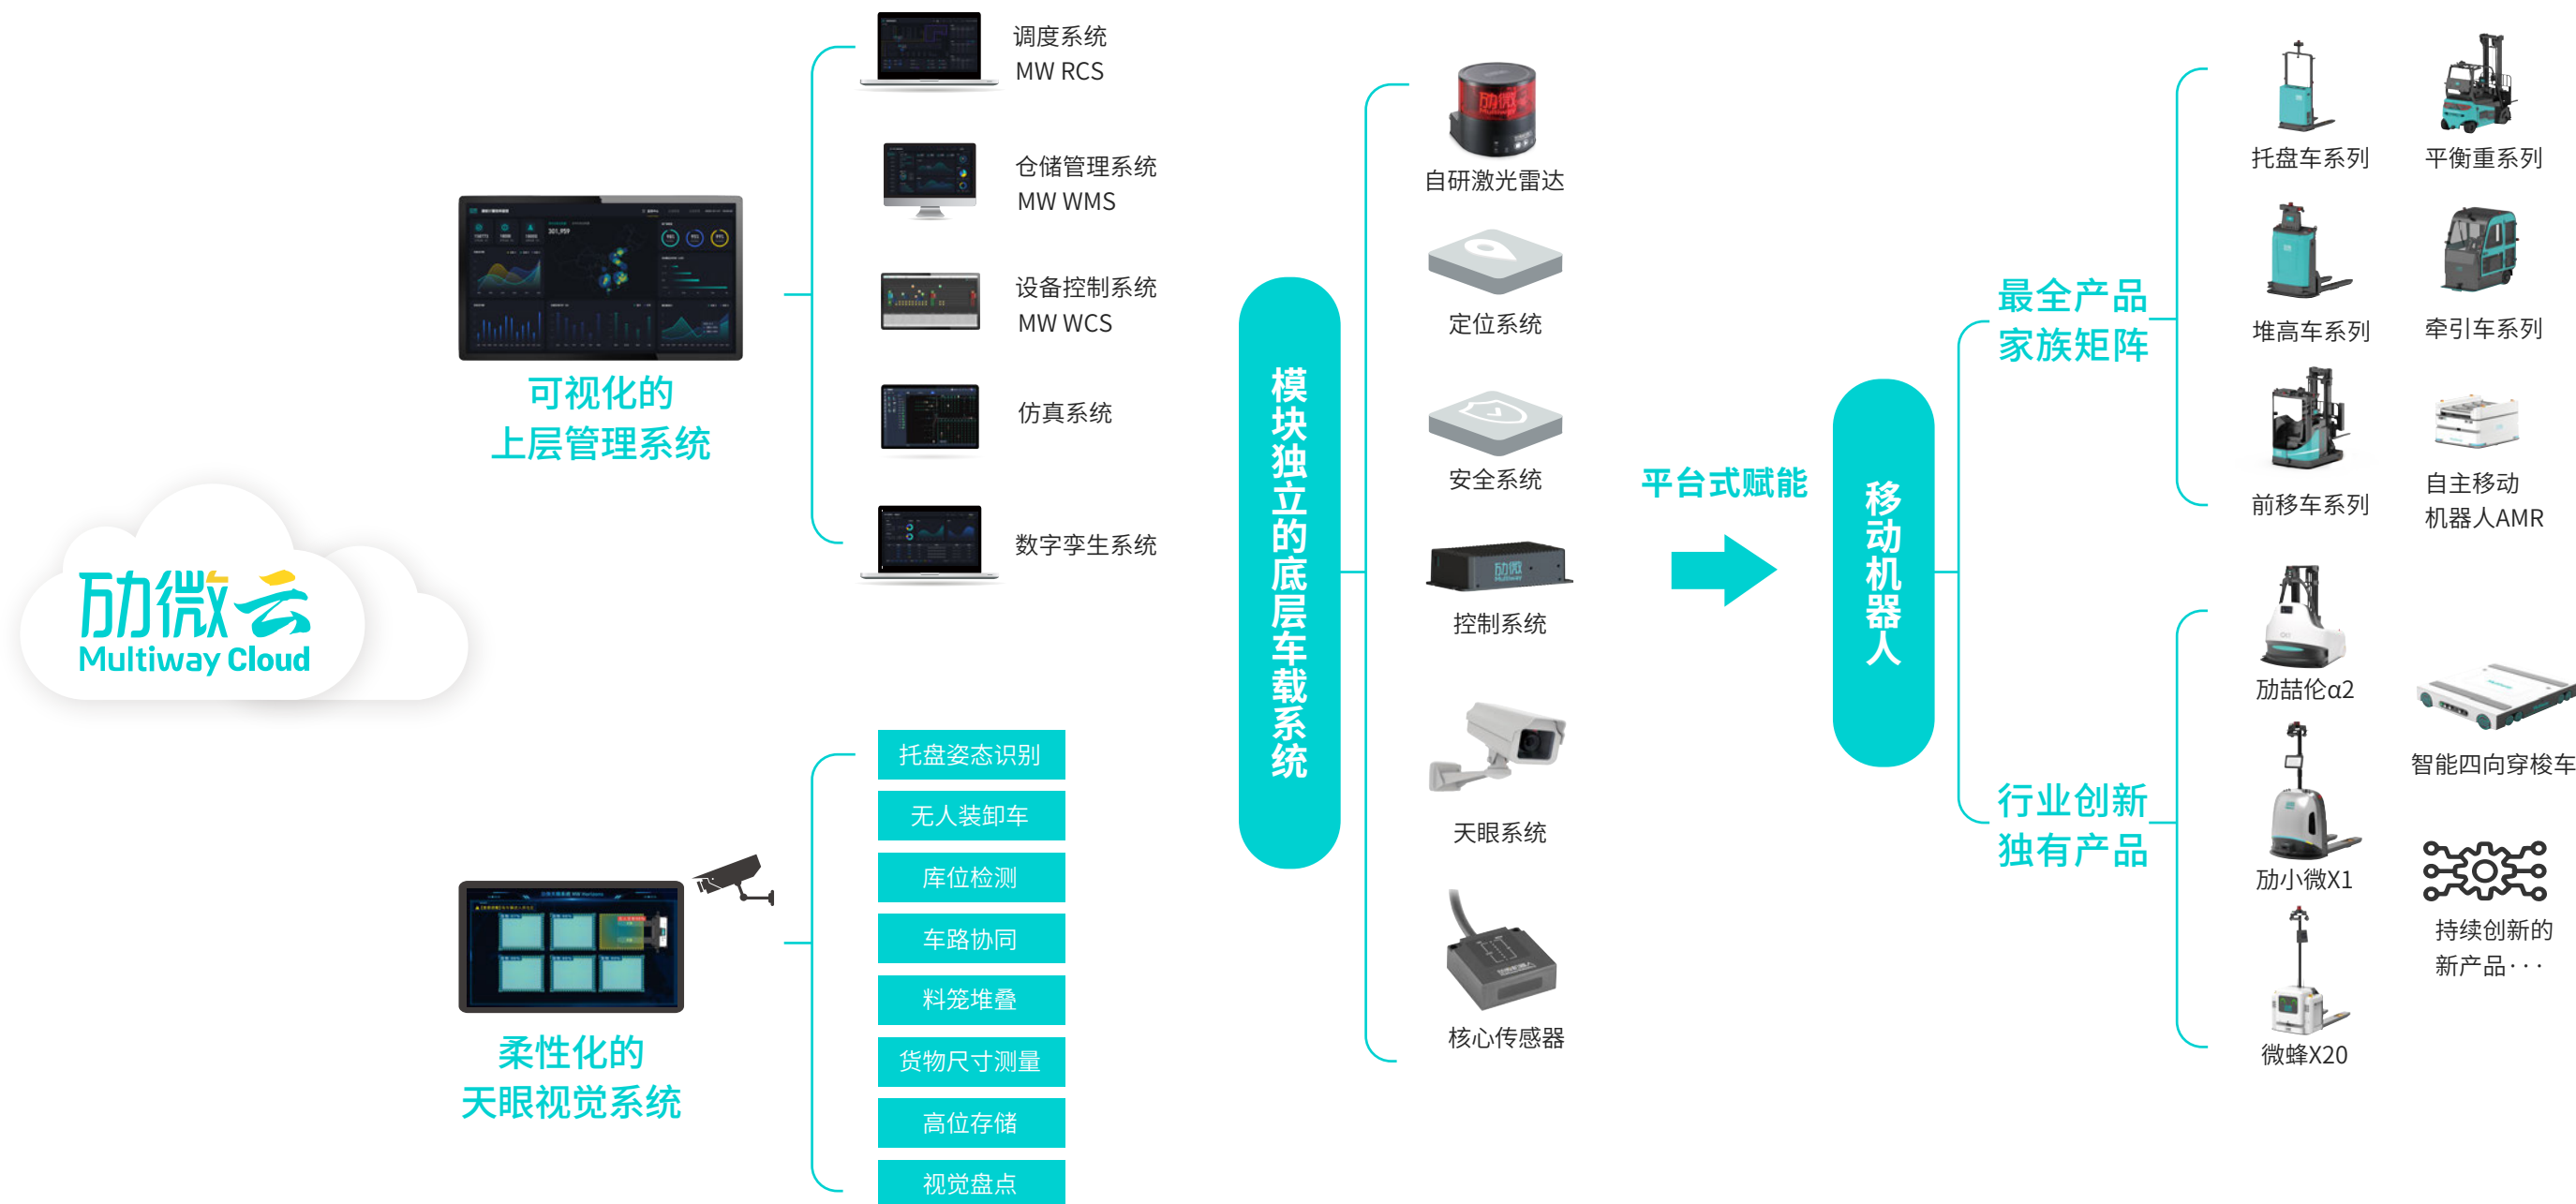 劢微云
Multiway Cloud
可视化的
上层管理系统
调度系统
MW RCS
仓储管理系统
MW WMS
设备控制系统
MW WCS
仿真系统
数字孪生系统
301,959
柔性化的
天眼视觉系统
托盘姿态识别
无人装卸车
库位检测
车路协同
料笼堆叠
货物尺寸测量
高位存储
视觉盘点
模块独立的底层车载系统
劢微
Multiway
自研激光雷达
定位系统
安全系统
劢微
Multiway
控制系统
天眼系统
核心传感器
平台式赋能
移动机器人
最全产品
家族矩阵
托盘车系列
平衡重系列
堆高车系列
牵引车系列
前移车系列
自主移动
机器人AMR
行业创新
独有产品
劢喆伦α2
智能四向穿梭车
劢小微X1
持续创新的
新产品···
微蜂X20